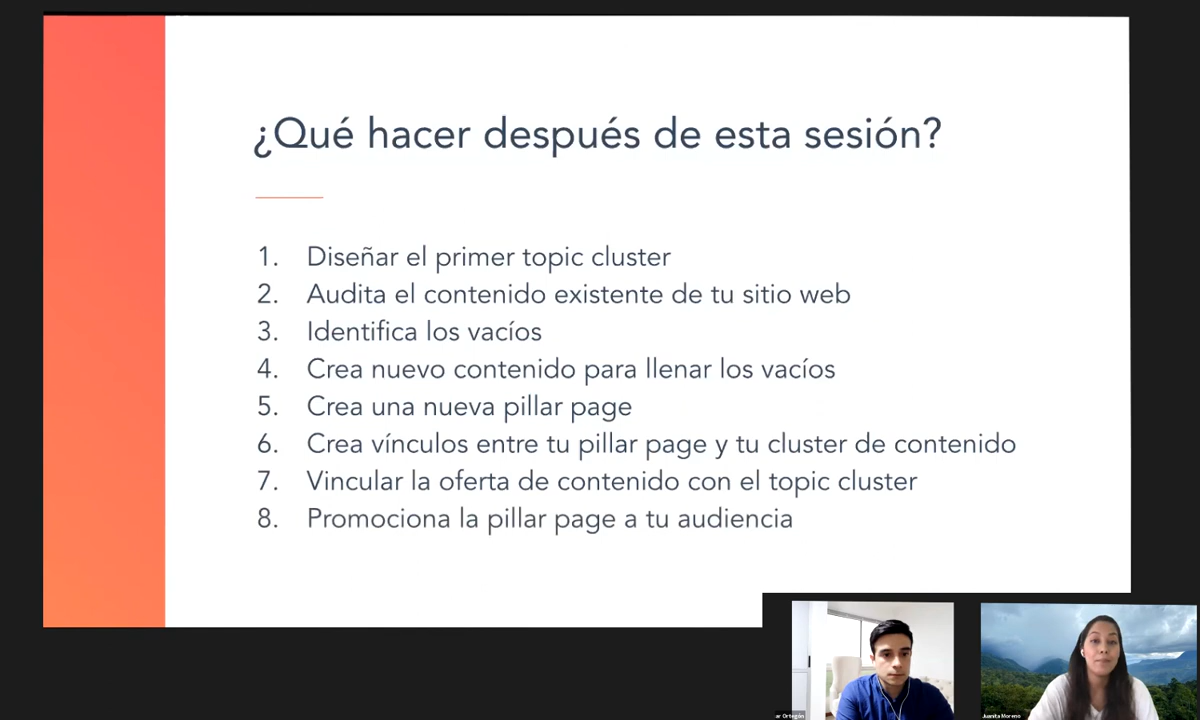 ¿Qué hacer después de esta sesión?
1. Diseñar el primer topic cluster
2. Audita el contenido existente de tu sitio web
3. Identifica los vacíos
4. Crea nuevo contenido para llenar los vacíos
5. Crea una nueva pillar page
6. Crea vínculos entre tu pillar page y tu cluster de contenido
7. Vincular la oferta de contenido con el topic cluster
8. Promociona la pillar page a tu audiencia
ar Ortegón
Juanita Moreno